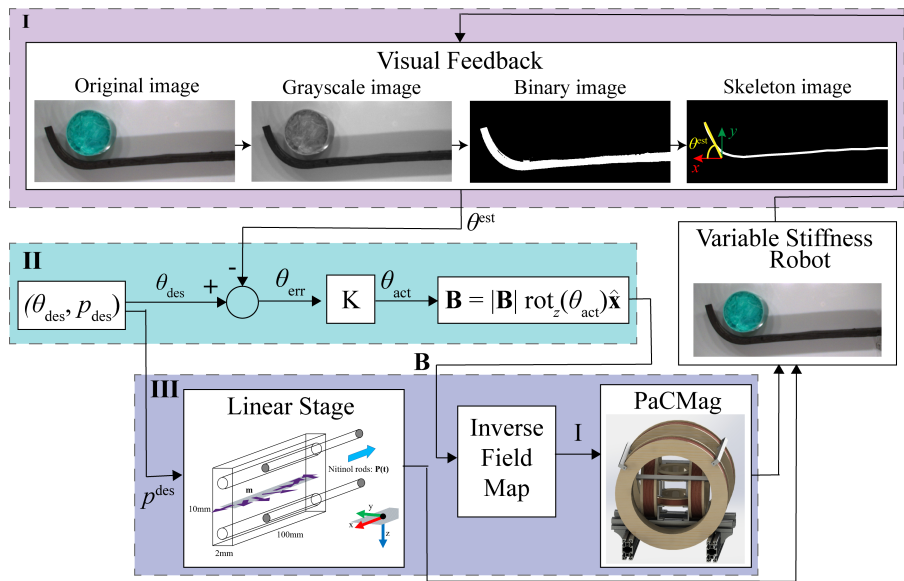 I
Visual Feedback
Original image
Grayscale image
Binary image
Skeleton image
θest
y
x
θest
II
(θdes, pdes)
θdes
+
-
θerr
K
θact
B = |B| rotz(θact)x̂
Variable Stiffness
Robot
B
III
Linear Stage
Nitinol rods: P(t)
m
10mm
2mm
100mm
y
x
z
pdes
Inverse
Field
Map
I
PaCMag